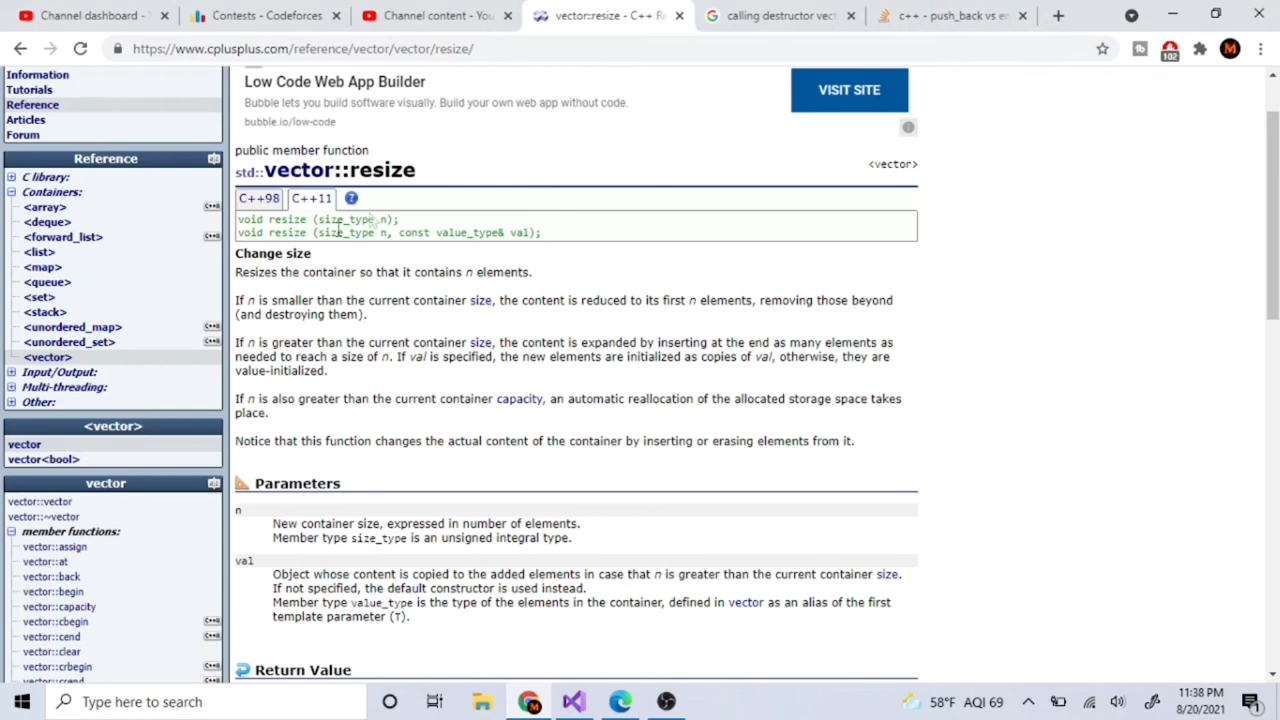 Channel dashboard - 
Contests - Codeforces
Channel content - You
vector::resize - C++ Re
calling destructor vect
c++ - push_back vs em
https://www.cplusplus.com/reference/vector/vector/resize/
102
M
Information
Tutorials
Reference
Articles
Forum
Reference
C library:
Containers:
<array>
<deque>
<forward_list>
<list>
<map>
<queue>
<set>
<stack>
<unordered_map>
<unordered_set>
<vector>
Input/Output:
Multi-threading:
Other:
<vector>
vector
vector<bool>
vector
vector::vector
vector::~vector
member functions:
vector::assign
vector::at
vector::back
vector::begin
vector::capacity
vector::cbegin
vector::cend
vector::clear
vector::crbegin
vector::crend
Low Code Web App Builder
Bubble lets you build software visually. Build your own web app without code.
bubble.io/low-code
VISIT SITE
public member function
<vector>
std::vector::resize
C++98 C++11 ?
void resize (size_type n);
void resize (size_type n, const value_type& val);
Change size
Resizes the container so that it contains n elements.
If n is smaller than the current container size, the content is reduced to its first n elements, removing those beyond
(and destroying them).
If n is greater than the current container size, the content is expanded by inserting at the end as many elements as
needed to reach a size of n. If val is specified, the new elements are initialized as copies of val, otherwise, they are
value-initialized.
If n is also greater than the current container capacity, an automatic reallocation of the allocated storage space takes
place.
Notice that this function changes the actual content of the container by inserting or erasing elements from it.
Parameters
n
New container size, expressed in number of elements.
Member type size_type is an unsigned integral type.
val
Object whose content is copied to the added elements in case that n is greater than the current container size.
If not specified, the default constructor is used instead.
Member type value_type is the type of the elements in the container, defined in vector as an alias of the first
template parameter (T).
Return Value
Type here to search
58°F AQI 69
11:38 PM
8/20/2021